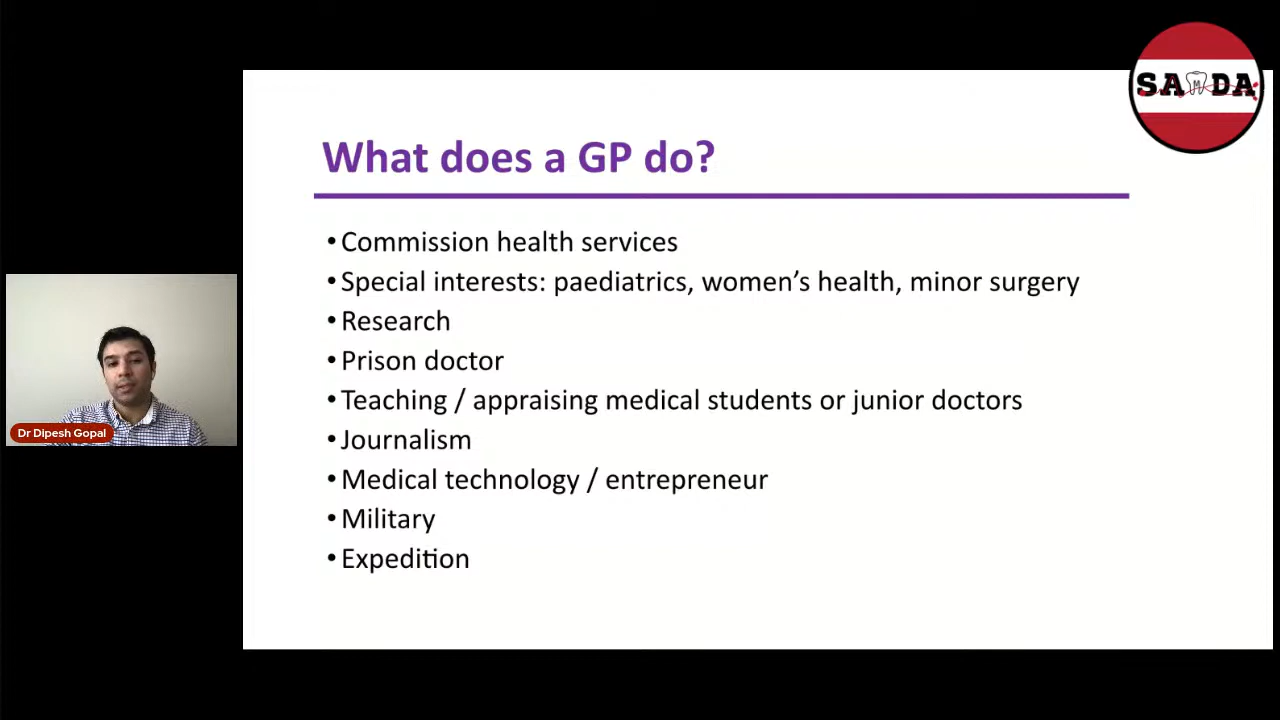 SAMDA
What does a GP do?
•Commission health services
•Special interests: paediatrics, women’s health, minor surgery
•Research
•Prison doctor
•Teaching / appraising medical students or junior doctors
•Journalism
•Medical technology / entrepreneur
•Military
•Expedition
Dr Dipesh Gopal